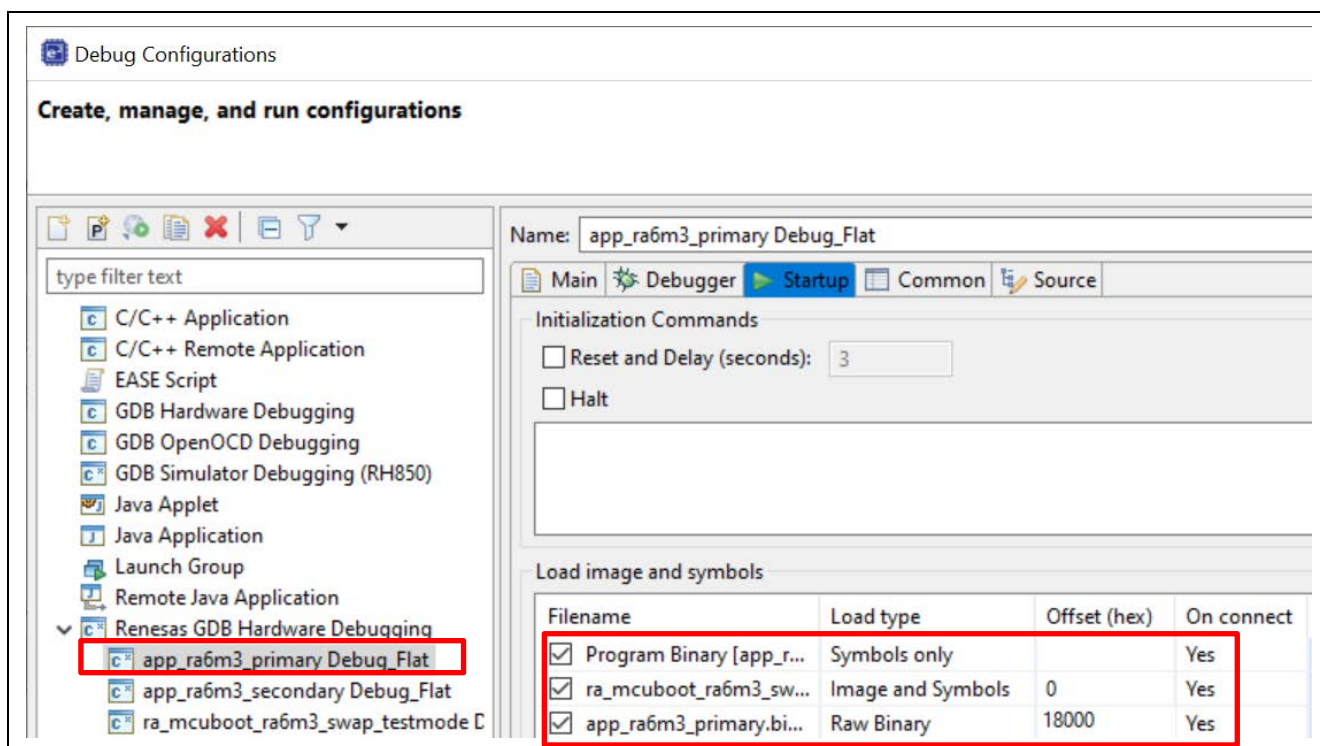 Debug Configurations
Create, manage, and run configurations
type filter text
C/C++ Application
C/C++ Remote Application
EASE Script
GDB Hardware Debugging
GDB OpenOCD Debugging
GDB Simulator Debugging (RH850)
Java Applet
Java Application
Launch Group
Remote Java Application
Renesas GDB Hardware Debugging
app_ra6m3_primary Debug_Flat
app_ra6m3_secondary Debug_Flat
ra_mcuboot_ra6m3_swap_testmode D
Name: app_ra6m3_primary Debug_Flat
Main Debugger Startup Common Source
Initialization Commands
Reset and Delay (seconds): 3
Halt
Load image and symbols
Filename Load type Offset (hex) On connect
Program Binary [app_r... Symbols only Yes
ra_mcuboot_ra6m3_sw... Image and Symbols 0 Yes
app_ra6m3_primary.bi... Raw Binary 18000 Yes